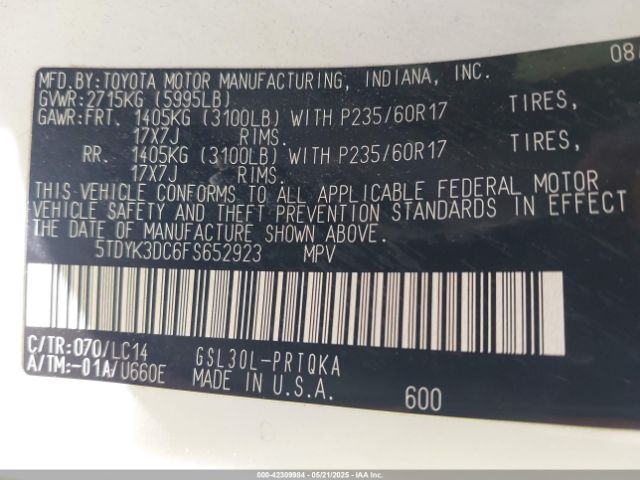 MFD.BY:TOYOTA MOTOR MANUFACTURING, INDIANA, INC. 08/
GVWR:2715KG (5995LB)
GAWR:FRT. 1405KG (3100LB) WITH P235/60R17 TIRES,
17X7J RIMS.
RR. 1405KG (3100LB) WITH P235/60R17 TIRES,
17X7J RIMS.
THIS VEHICLE CONFORMS TO ALL APPLICABLE FEDERAL MOTOR
VEHICLE SAFETY AND THEFT PREVENTION STANDARDS IN EFFECT
THE DATE OF MANUFACTURE SHOWN ABOVE.
5TDYK3DC6FS652923 MPV
C/TR:070/LC14 GSL30L-PRTQKA
A/TM:-01A/U660E MADE IN U.S.A.
600
000-42309984 - 05/21/2025 - IAA Inc.